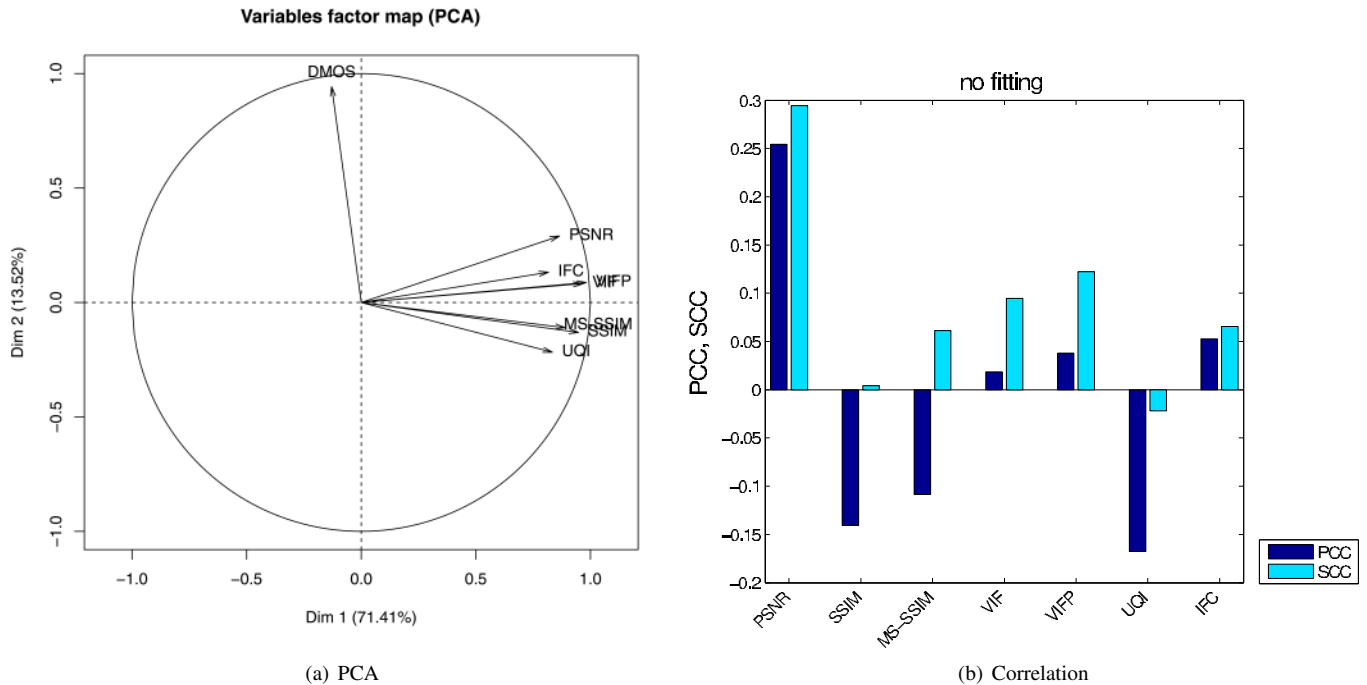 Variables factor map (PCA)
DMOS
PSNR
IFC
VIF
VIFP
MS-SSIM
SSIM
UQI
1.0
0.5
0.0
−0.5
−1.0
Dim 2 (13.52%)
−1.0 −0.5 0.0 0.5 1.0
Dim 1 (71.41%)
(a) PCA
no fitting
0.3
0.25
0.2
0.15
0.1
0.05
0
−0.05
−0.1
−0.15
−0.2
PCC, SCC
PSNR SSIM MS−SSIM VIF VIFP UQI IFC
PCC
SCC
(b) Correlation